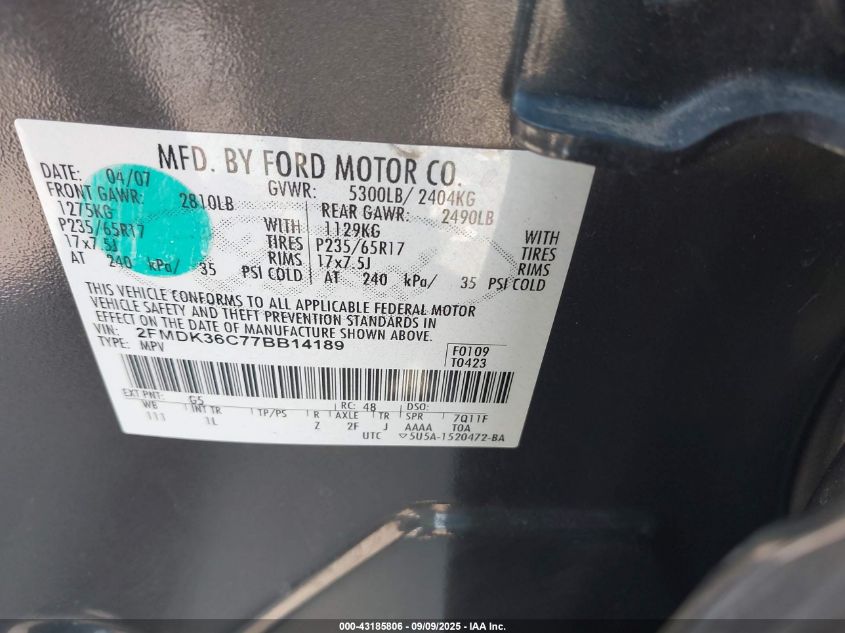 MFD. BY FORD MOTOR CO.
DATE: 04/07 GVWR: 5300LB/ 2404KG
FRONT GAWR: 2810LB REAR GAWR: 2490LB
1275KG WITH 1129KG WITH
P235/65R17 TIRES P235/65R17 TIRES
17x7.5J RIMS 17x7.5J RIMS
AT 240 kPa/ 35 PSI COLD AT 240 kPa/ 35 PSI COLD
THIS VEHICLE CONFORMS TO ALL APPLICABLE FEDERAL MOTOR
VEHICLE SAFETY AND THEFT PREVENTION STANDARDS IN
EFFECT ON THE DATE OF MANUFACTURE SHOWN ABOVE.
VIN: 2FMDK36C77BB14189
TYPE: MPV
F0109
T0423
EXT PNT: G5 RC: 48 DSO:
WB INT TR TP/PS R AXLE TR SPR 7Q11F
111 1L Z 2F J AAAA TOA
UTC ▽5U5A-1520472-BA
000-43185806 - 09/09/2025 - IAA Inc.